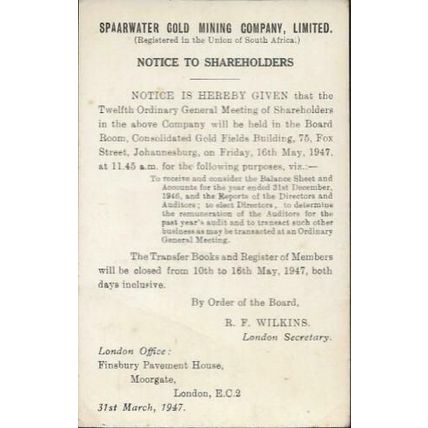 SPAARWATER GOLD MINING COMPANY, LIMITED.
(Registered in the Union of South Africa.)
NOTICE TO SHAREHOLDERS
NOTICE IS HEREBY GIVEN that the
Twelfth Ordinary General Meeting of Shareholders
in the above Company will be held in the Board
Room, Consolidated Gold Fields Building, 75, Fox
Street, Johannesburg, on Friday, 16th May, 1947,
at 11.45 a.m. for the following purposes, viz.:—
To receive and consider the Balance Sheet and
Accounts for the year ended 31st December,
1946, and the Reports of the Directors and
Auditors; to elect Directors, to determine
the remuneration of the Auditors for the
past year's audit and to transact such other
business as may be transacted at an Ordinary
General Meeting.
The Transfer Books and Register of Members
will be closed from 10th to 16th May, 1947, both
days inclusive.
By Order of the Board,
R. F. WILKINS.
London Secretary.
London Office:
Finsbury Pavement House,
Moorgate,
London, E.C.2
31st March, 1947.